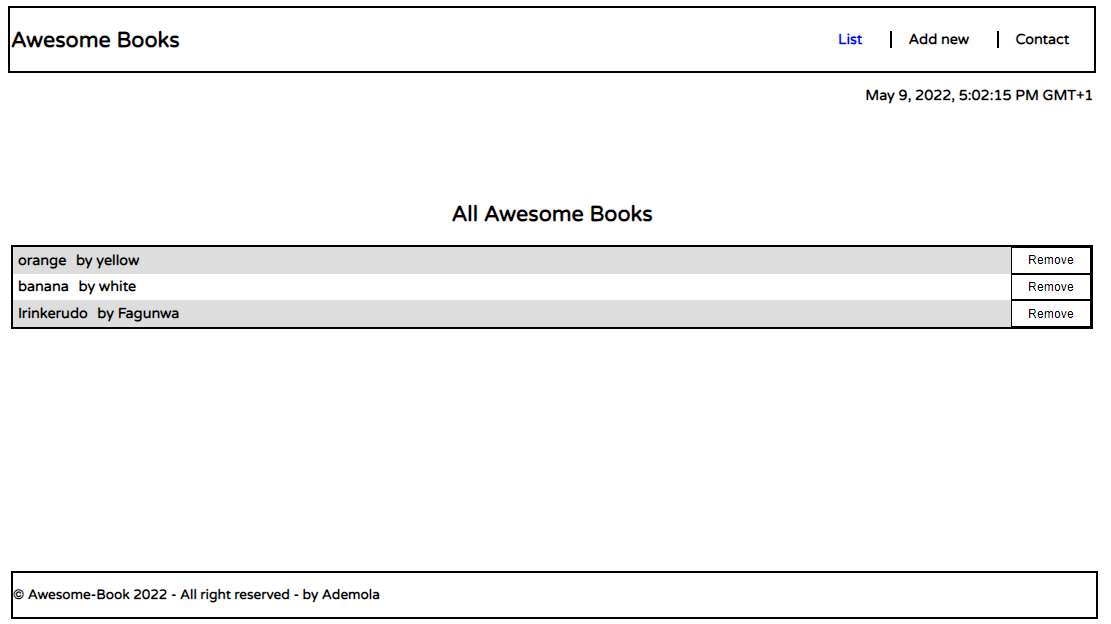 Awesome Books List Add new Contact
May 9, 2022, 5:02:15 PM GMT+1
All Awesome Books
orange by yellow Remove
banana by white Remove
Irinkerudo by Fagunwa Remove
© Awesome-Book 2022 - All right reserved - by Ademola